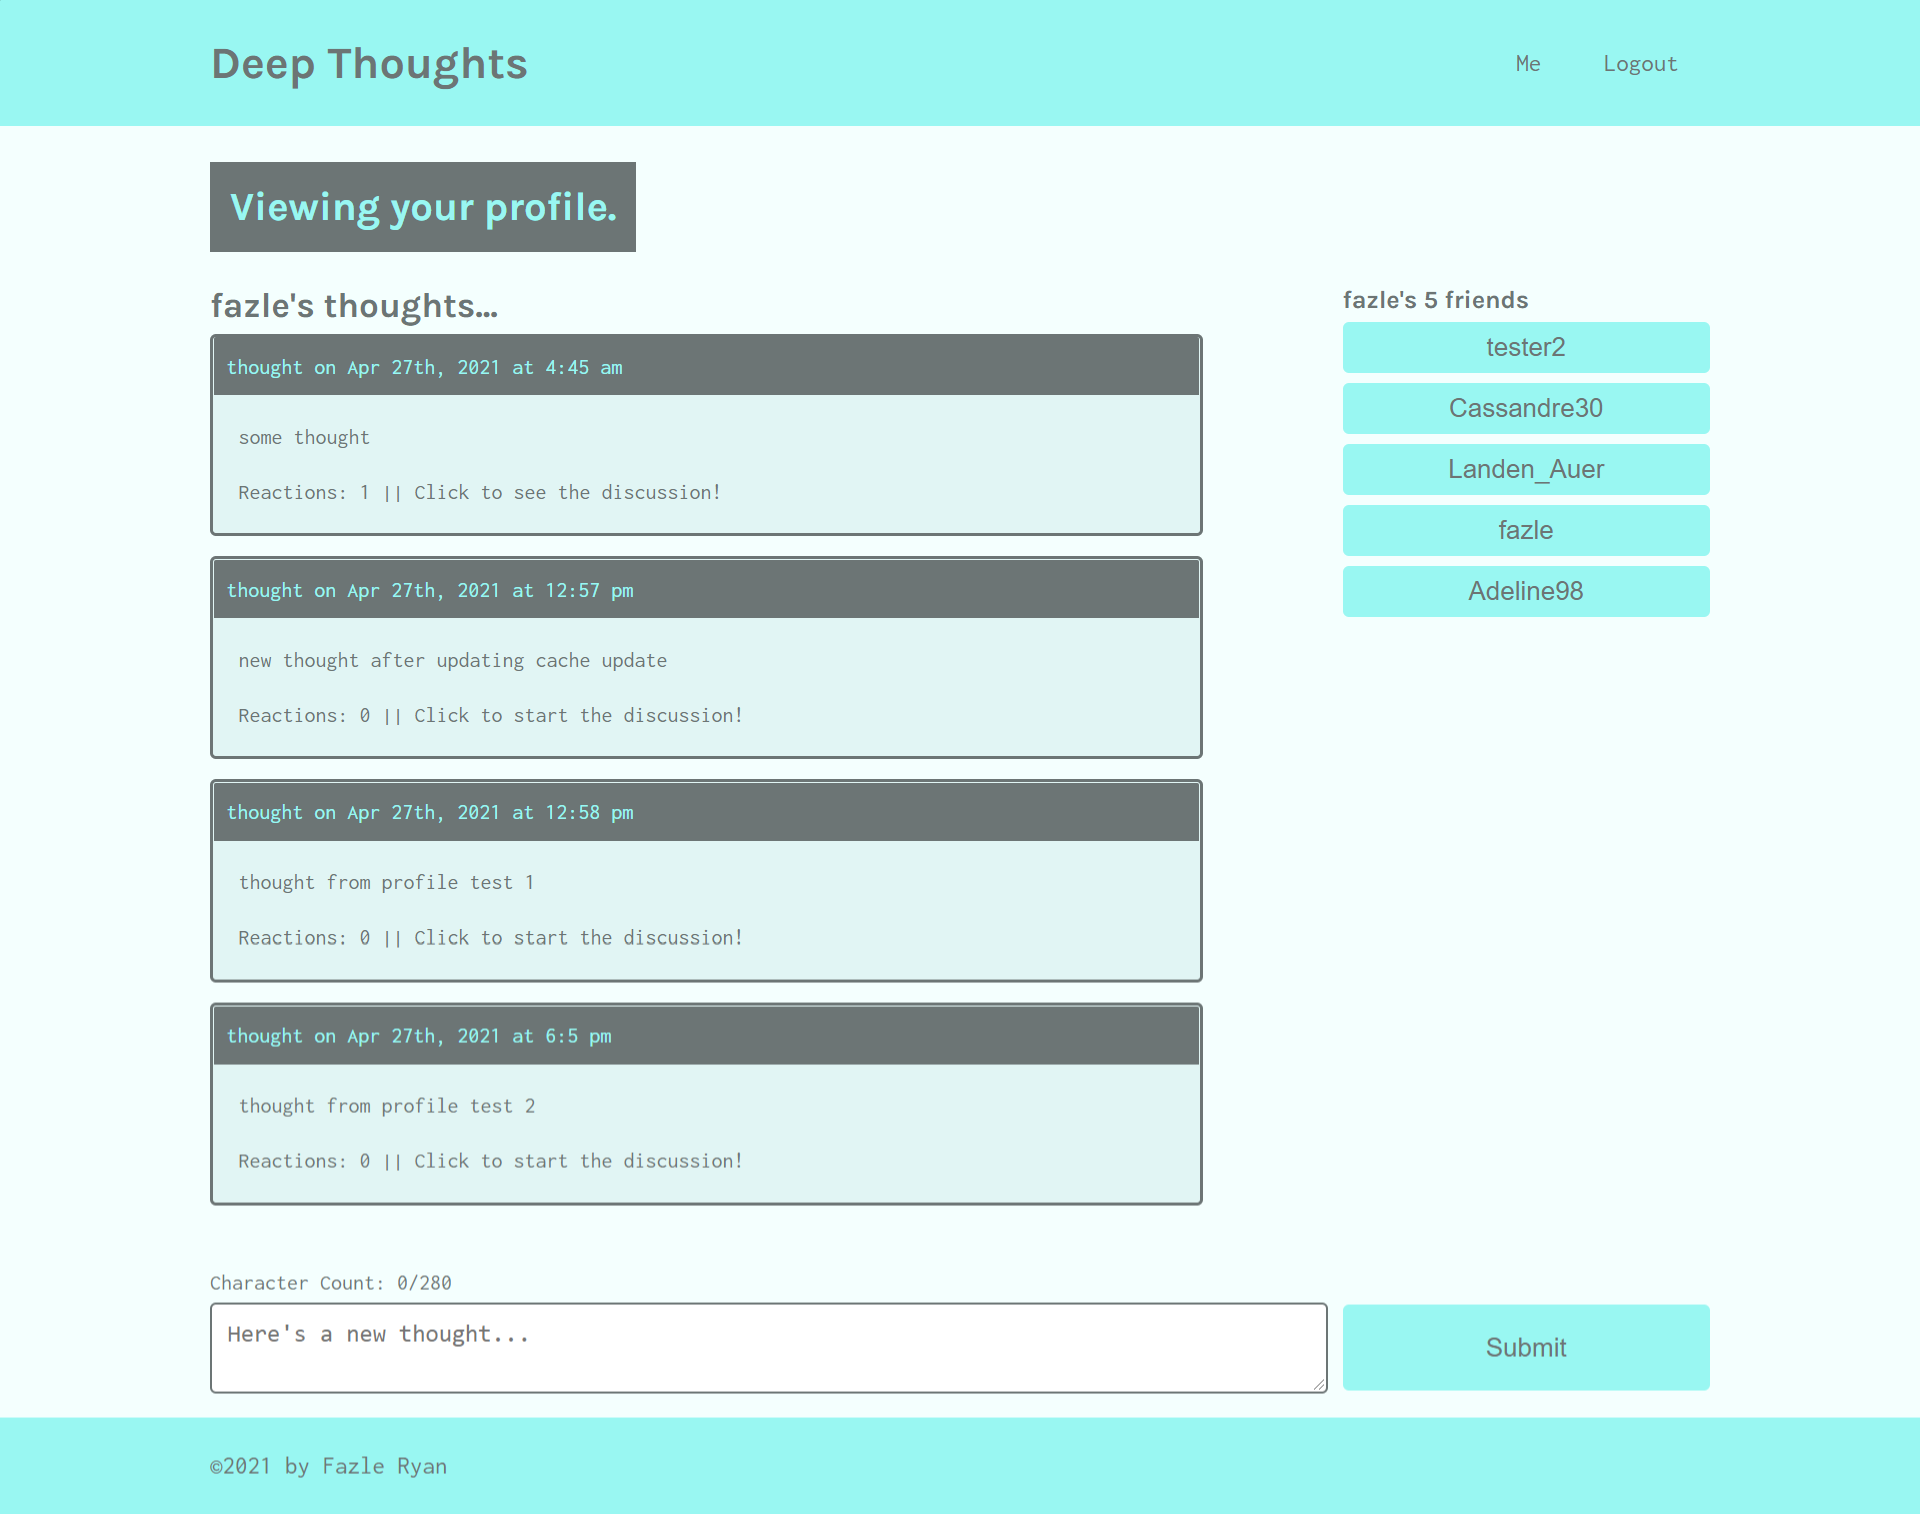 Deep Thoughts
Me
Logout
Viewing your profile.
fazle's thoughts...
thought on Apr 27th, 2021 at 4:45 am
some thought
Reactions: 1 || Click to see the discussion!
thought on Apr 27th, 2021 at 12:57 pm
new thought after updating cache update
Reactions: 0 || Click to start the discussion!
thought on Apr 27th, 2021 at 12:58 pm
thought from profile test 1
Reactions: 0 || Click to start the discussion!
thought on Apr 27th, 2021 at 6:5 pm
thought from profile test 2
Reactions: 0 || Click to start the discussion!
fazle's 5 friends
tester2
Cassandre30
Landen_Auer
fazle
Adeline98
Character Count: 0/280
Here's a new thought...
Submit
©2021 by Fazle Ryan